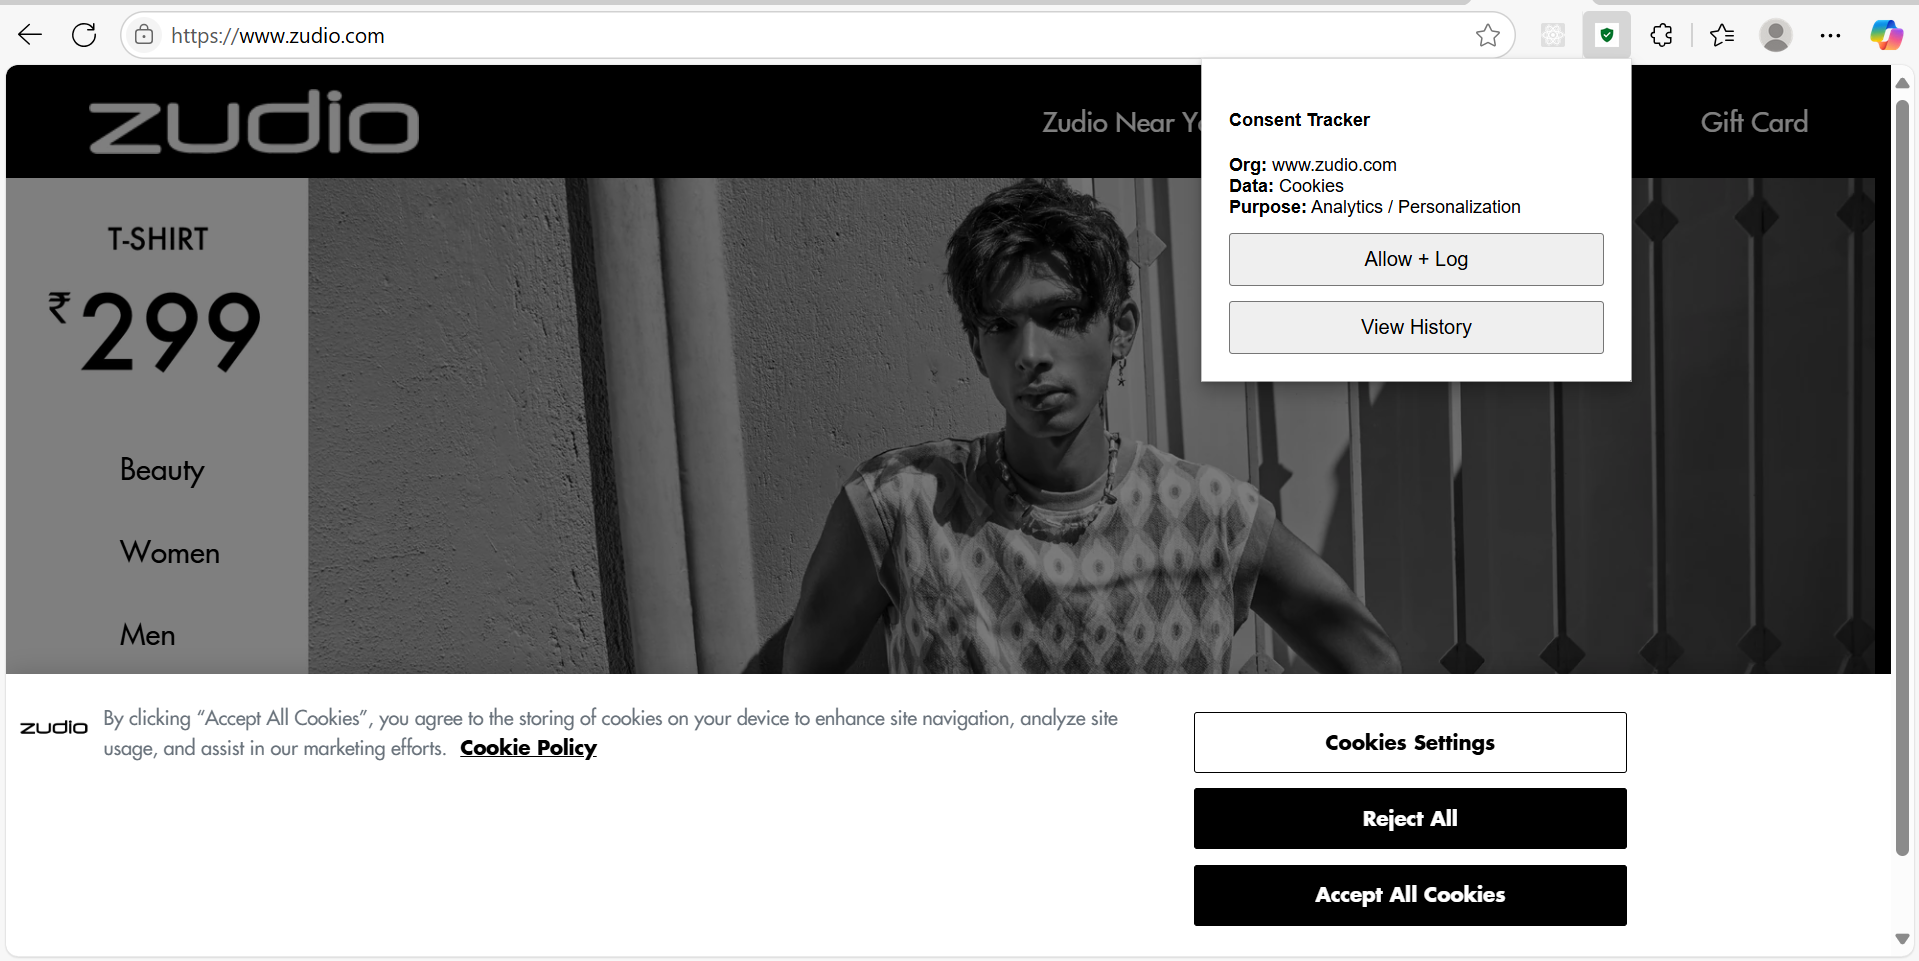 https://www.zudio.com
zudio
Zudio Near
Gift Card
Consent Tracker
Org: www.zudio.com
Data: Cookies
Purpose: Analytics / Personalization
Allow + Log
View History
T-SHIRT
₹299
Beauty
Women
Men
zudio
By clicking “Accept All Cookies”, you agree to the storing of cookies on your device to enhance site navigation, analyze site
usage, and assist in our marketing efforts. Cookie Policy
Cookies Settings
Reject All
Accept All Cookies